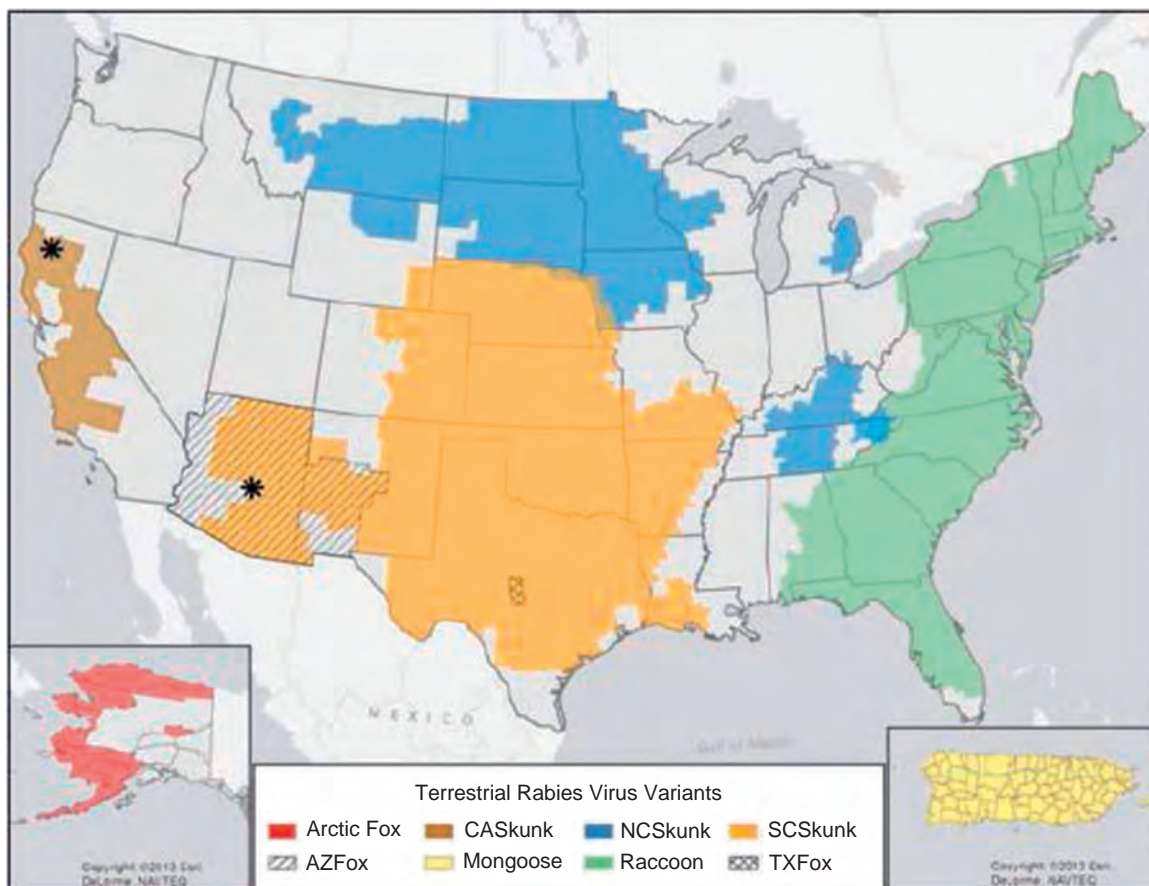 MEXICO
Gulf of Mexico
Terrestrial Rabies Virus Variants
Arctic Fox CASkunk NCSkunk SCSkunk
AZFox Mongoose Raccoon TXFox
Copyright ©2013 Esri,
DeLorme, NAVTEQ
Copyright ©2013 Esri,
DeLorme, NAVTEQ